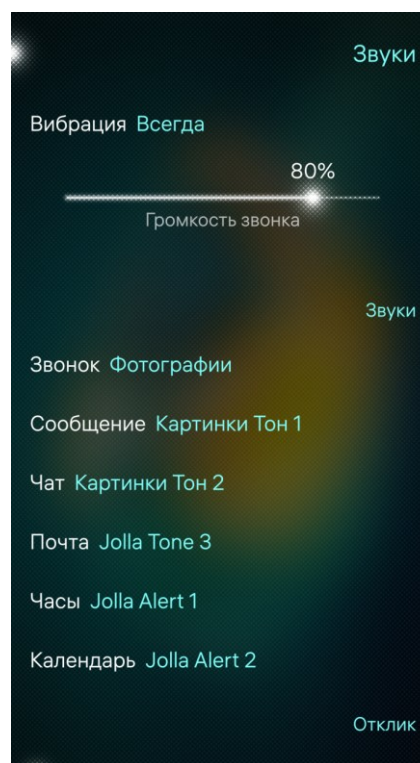 Звуки
Вибрация Всегда
80%
Громкость звонка
Звуки
Звонок Фотографии
Сообщение Картинки Тон 1
Чат Картинки Тон 2
Почта Jolla Tone 3
Часы Jolla Alert 1
Календарь Jolla Alert 2
Отклик